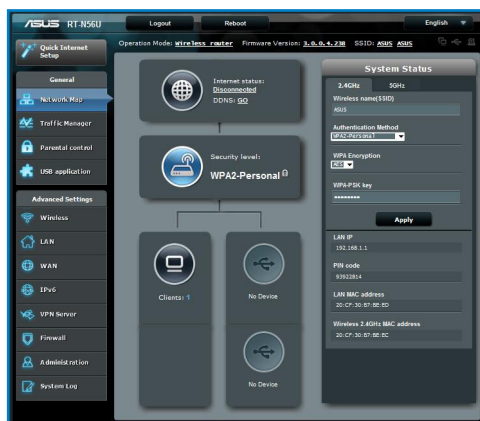 ASUS RT-N56U
Logout
Reboot
English
Quick Internet
Setup
Operation Mode: Wireless router Firmware Version: 3.0.0.4.238 SSID: ASUS ASUS
General
Network Map
Traffic Manager
Parental control
USB application
Advanced Settings
Wireless
LAN
WAN
IPv6
VPN Server
Firewall
Administration
System Log
Internet status:
Disconnected
DDNS: GO
Security level:
WPA2-Personal
Clients: 1
No Device
No Device
System Status
2.4GHz 5GHz
Wireless name(SSID)
ASUS
Authentication Method
WPA2-Personal
WPA Encryption
AES
WPA-PSK key
Apply
LAN IP
192.168.1.1
PIN code
93922814
LAN MAC address
20:CF:30:B7:BE:ED
Wireless 2.4GHz MAC address
20:CF:30:B7:BE:EC